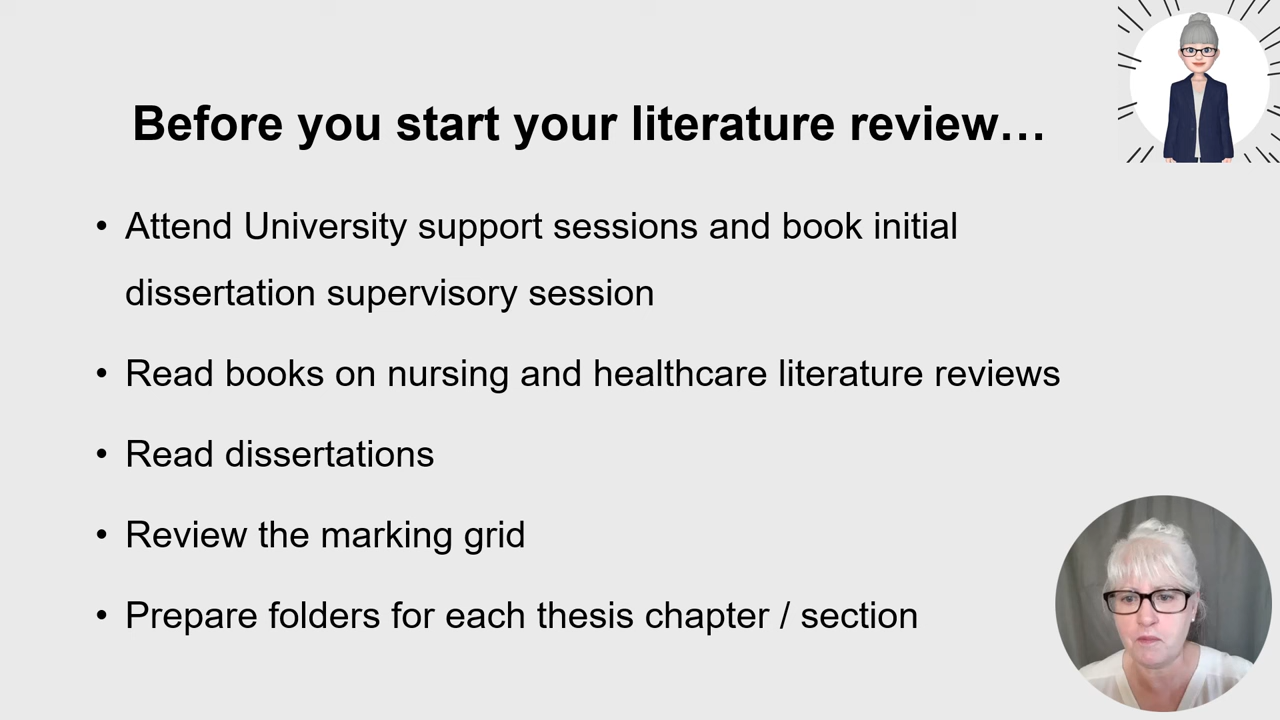 Before you start your literature review…
• Attend University support sessions and book initial
dissertation supervisory session
• Read books on nursing and healthcare literature reviews
• Read dissertations
• Review the marking grid
• Prepare folders for each thesis chapter / section